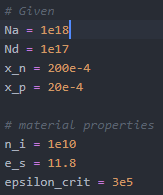 # Given
Na = 1e18
Nd = 1e17
x_n = 200e-4
x_p = 20e-4
# material properties
n_i = 1e10
e_s = 11.8
epsilon_crit = 3e5